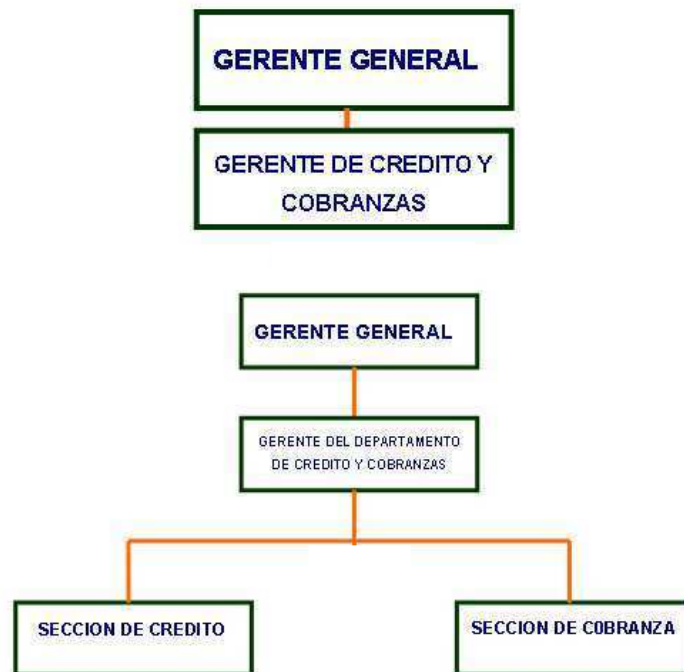 GERENTE GENERAL
GERENTE DE CREDITO Y
COBRANZAS
GERENTE GENERAL
GERENTE DEL DEPARTAMENTO
DE CREDITO Y COBRANZAS
SECCION DE CREDITO
SECCION DE COBRANZA